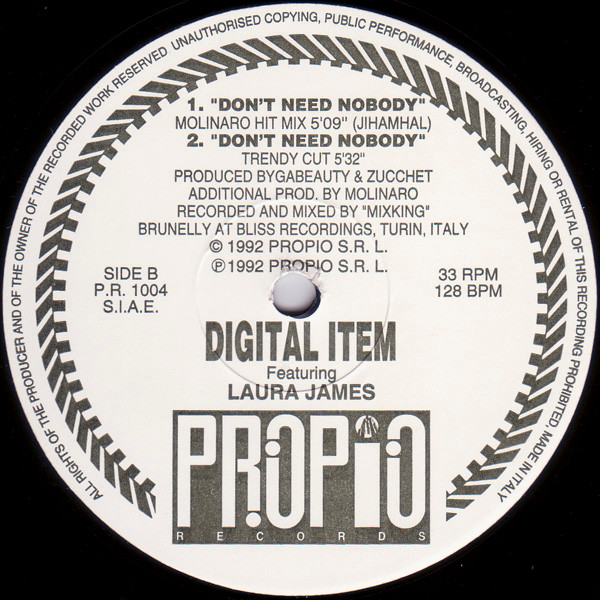 ALL RIGHTS OF THE PRODUCER AND OF THE OWNER OF THE RECORDED WORK RESERVED UNAUTHORISED COPYING, PUBLIC PERFORMANCE, BROADCASTING, HIRING OR RENTAL OF THIS RECORDING PROHIBITED. MADE IN ITALY
1. "DON'T NEED NOBODY"
MOLINARO HIT MIX 5'09" (JIHAMHAL)
2. "DON'T NEED NOBODY"
TRENDY CUT 5'32"
PRODUCED BYGABEAUTY & ZUCCHET
ADDITIONAL PROD. BY MOLINARO
RECORDED AND MIXED BY "MIXKING"
BRUNELLY AT BLISS RECORDINGS, TURIN, ITALY
© 1992 PROPIO S.R. L.
℗ 1992 PROPIO S.R. L.
SIDE B
P.R. 1004
S.I.A.E.
33 RPM
128 BPM
DIGITAL ITEM
Featuring
LAURA JAMES
PROPIO
RECORDS